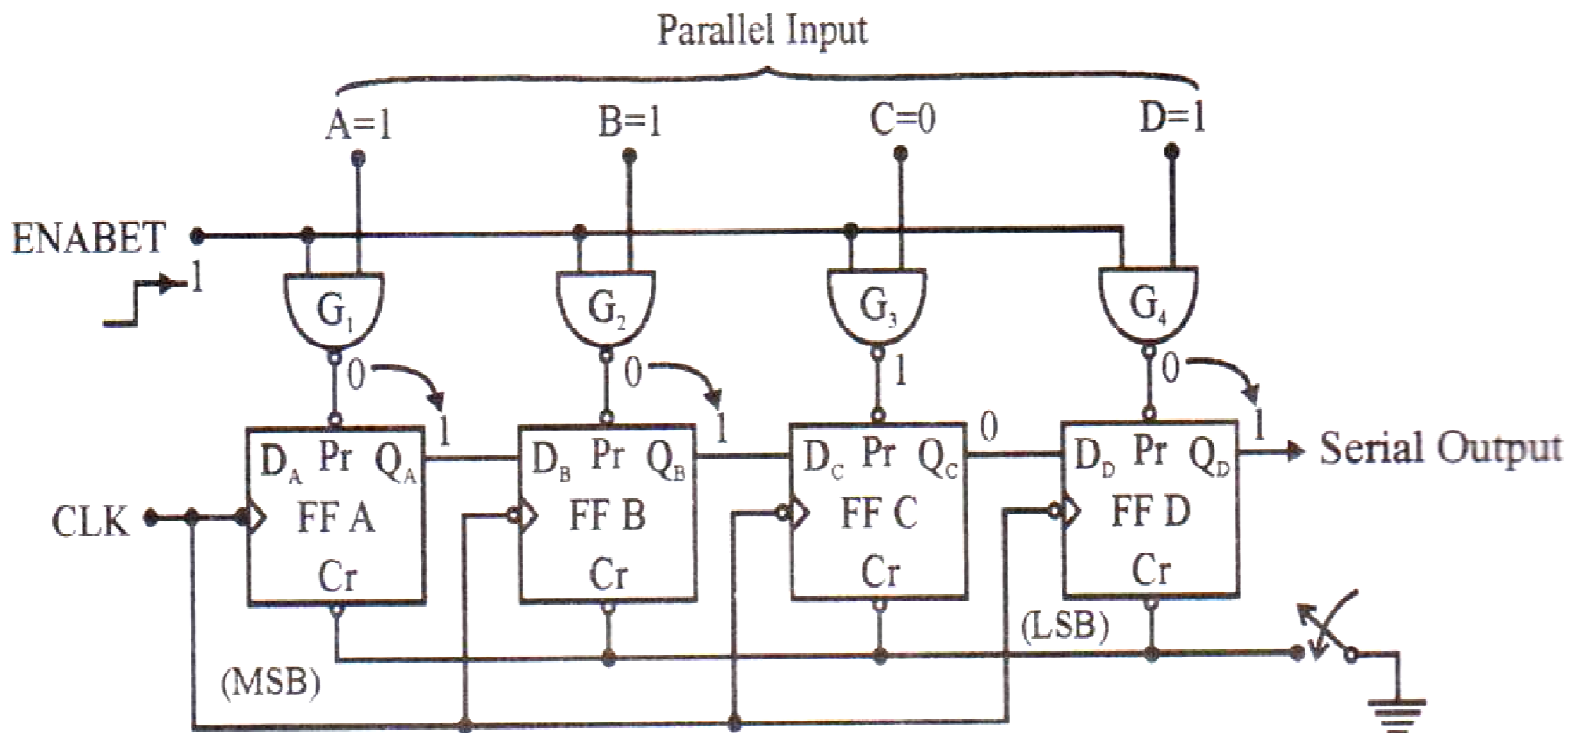 Parallel Input
A=1
B=1
C=0
D=1
ENABET
1
G1
G2
G3
G4
0
0
1
0
1
1
0
1
DA Pr QA
DB Pr QB
DC Pr QC
DD Pr QD
Serial Output
CLK
FF A
FF B
FF C
FF D
Cr
Cr
Cr
Cr
(MSB)
(LSB)